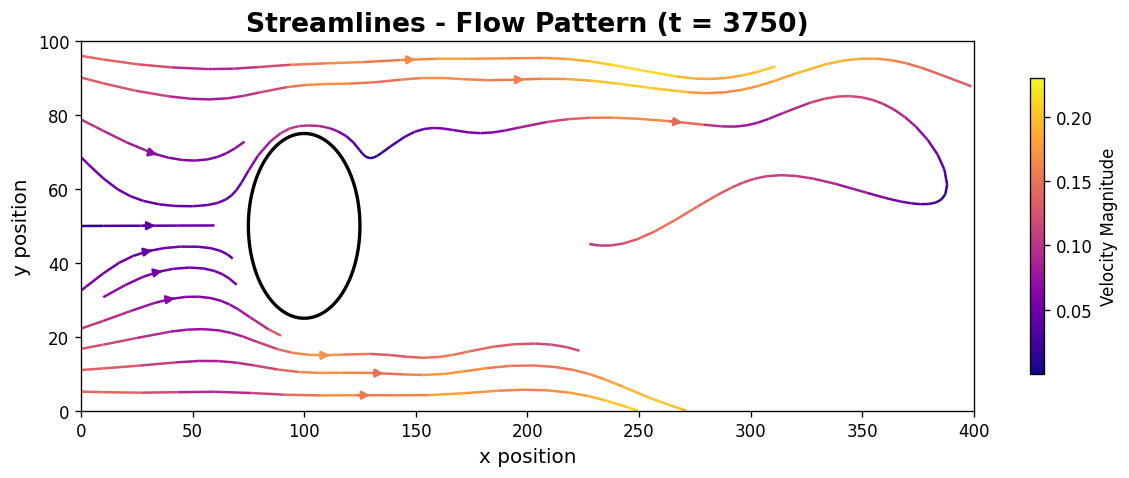 Streamlines - Flow Pattern (t = 3750)
100
80
60
40
20
0
y position
0 50 100 150 200 250 300 350 400
x position
0.20
0.15
0.10
0.05
Velocity Magnitude